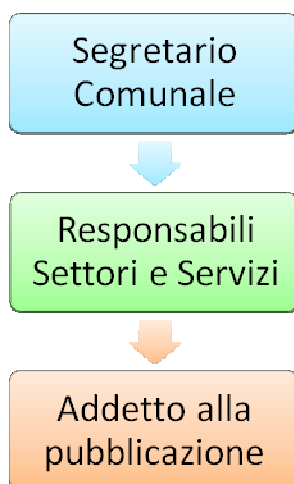 Segretario
Comunale
Responsabili
Settori e Servizi
Addetto alla
pubblicazione